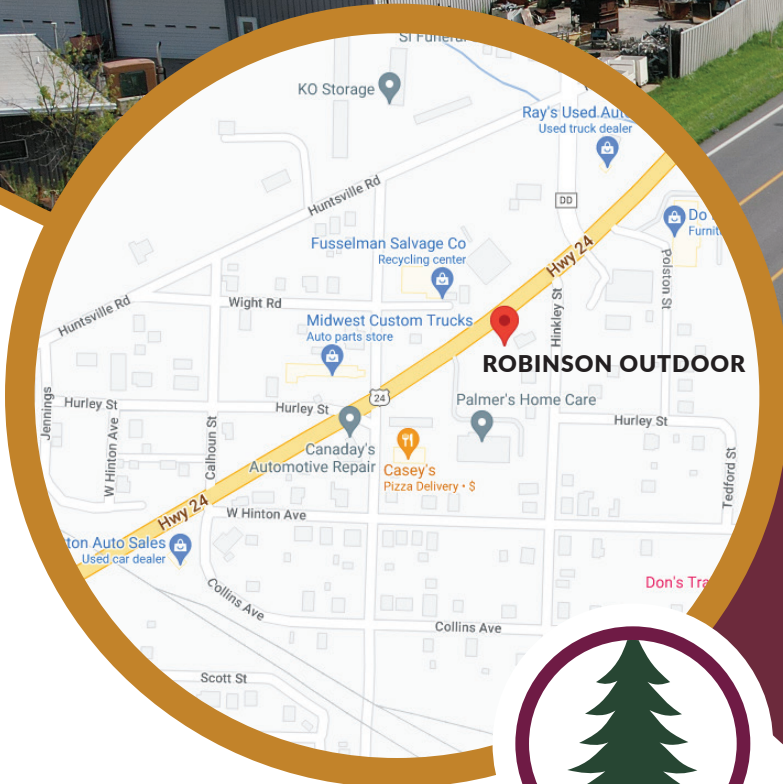 KO Storage
Ray's Used
Used truck dealer
Huntsville Rd
DD
Do
Fusselman Salvage Co
Recycling center
Hwy 24
Polston St
Huntsville Rd
Wight Rd
Hinkley St
Midwest Custom Trucks
Auto parts store
ROBINSON OUTDOOR
24
Jennings
Hurley St
Hurley St
Palmer's Home Care
W Hinton Ave
Calhoun St
Hurley St
Canaday's
Automotive Repair
Casey's
Pizza Delivery • $
Tedford St
Hwy 24
W Hinton Ave
ton Auto Sales
Used car dealer
Collins Ave
Don's Tra
Collins Ave
Scott St